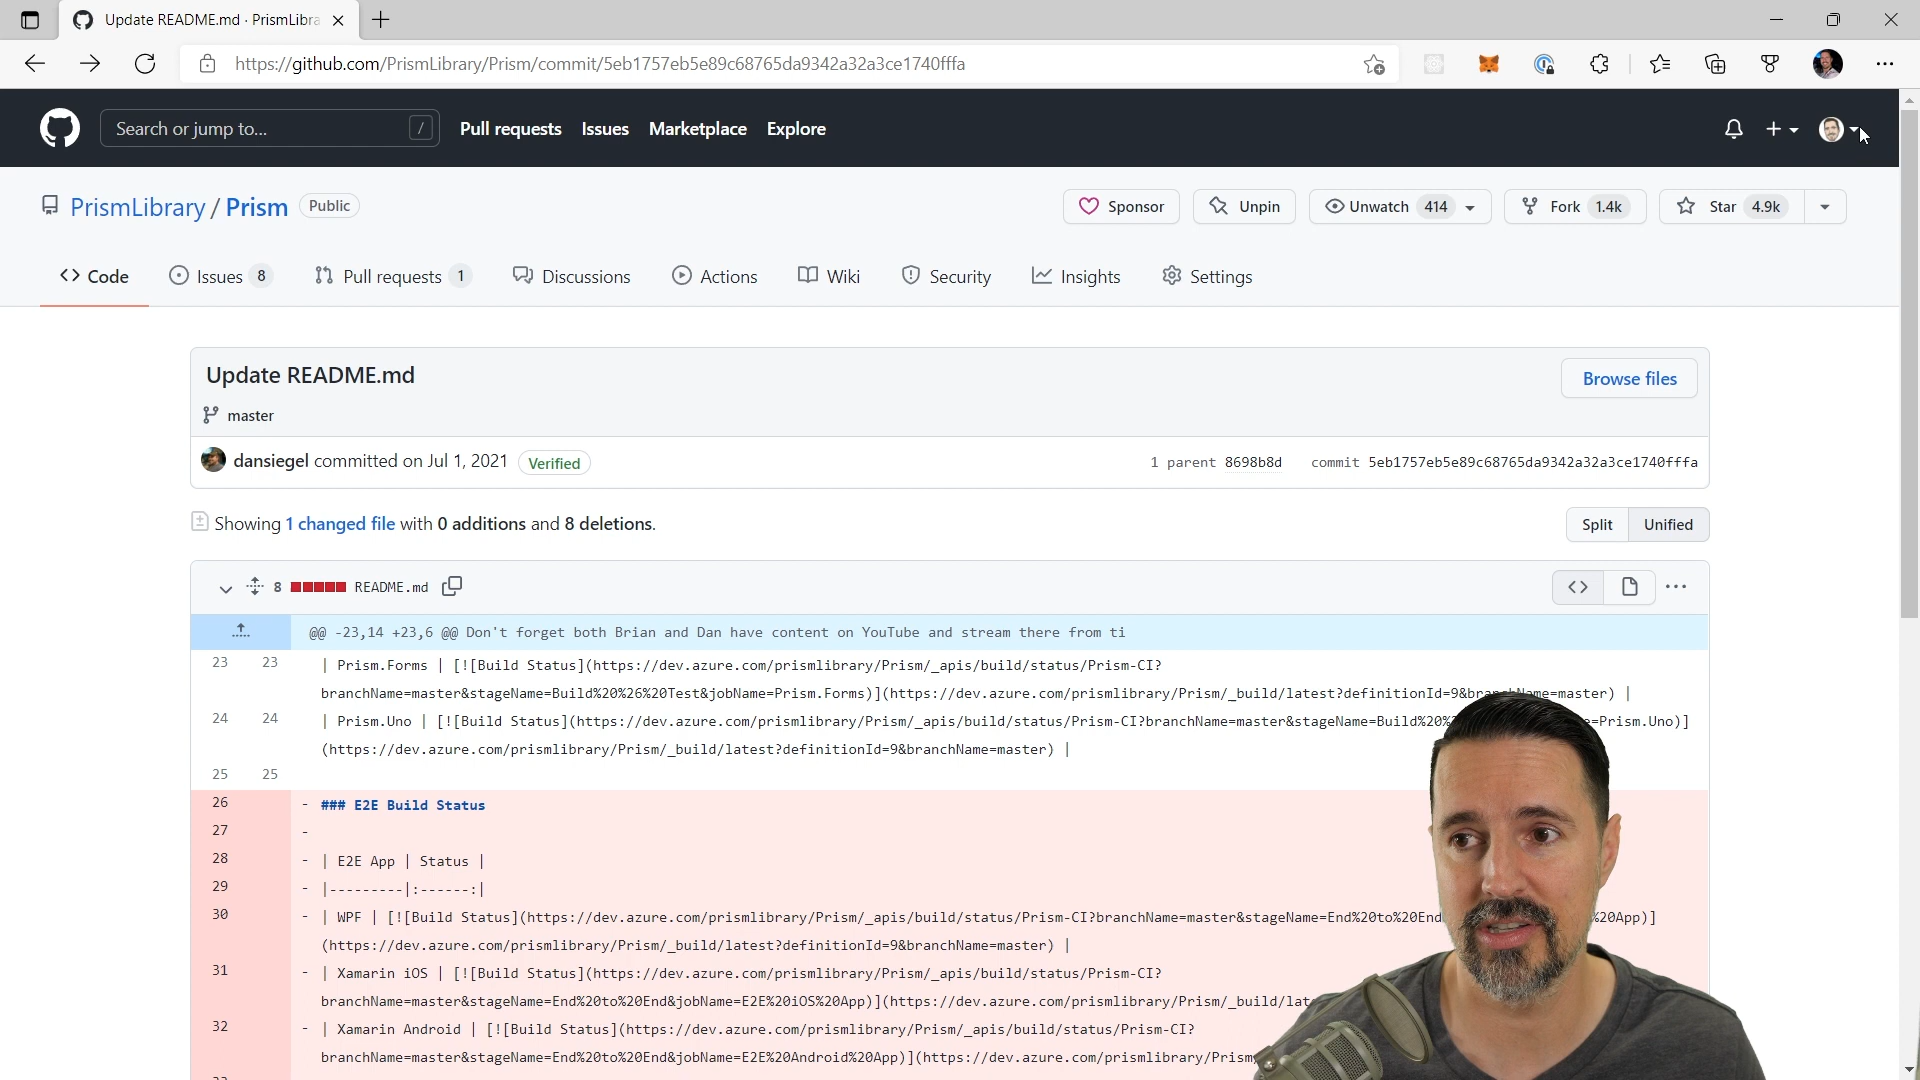 Update README.md · PrismLibra
https://github.com/PrismLibrary/Prism/commit/5eb1757eb5e89c68765da9342a32a3ce1740fffa
Search or jump to... /
Pull requests Issues Marketplace Explore
PrismLibrary / Prism Public
Sponsor Unpin Unwatch 414 Fork 1.4k Star 4.9k
Code Issues 8 Pull requests 1 Discussions Actions Wiki Security Insights Settings
Update README.md
Browse files
master
dansiegel committed on Jul 1, 2021 Verified
1 parent 8698b8d commit 5eb1757eb5e89c68765da9342a32a3ce1740fffa
Showing 1 changed file with 0 additions and 8 deletions.
Split Unified
8 README.md
@@ -23,14 +23,6 @@ Don't forget both Brian and Dan have content on YouTube and stream there from ti
23 23 | Prism.Forms | [![Build Status](https://dev.azure.com/prismlibrary/Prism/_apis/build/status/Prism-CI?
branchName=master&stageName=Build%20%26%20Test&jobName=Prism.Forms)](https://dev.azure.com/prismlibrary/Prism/_build/latest?definitionId=9&branchName=master) |
24 24 | Prism.Uno | [![Build Status](https://dev.azure.com/prismlibrary/Prism/_apis/build/status/Prism-CI?branchName=master&stageName=Build%20% =Prism.Uno)]
(https://dev.azure.com/prismlibrary/Prism/_build/latest?definitionId=9&branchName=master) |
25 25
26 - ### E2E Build Status
27 -
28 - | E2E App | Status |
29 - |---------|:------:|
30 - | WPF | [![Build Status](https://dev.azure.com/prismlibrary/Prism/_apis/build/status/Prism-CI?branchName=master&stageName=End%20to%20End %20App)]
(https://dev.azure.com/prismlibrary/Prism/_build/latest?definitionId=9&branchName=master) |
31 - | Xamarin iOS | [![Build Status](https://dev.azure.com/prismlibrary/Prism/_apis/build/status/Prism-CI?
branchName=master&stageName=End%20to%20End&jobName=E2E%20iOS%20App)](https://dev.azure.com/prismlibrary/Prism/_build/lat
32 - | Xamarin Android | [![Build Status](https://dev.azure.com/prismlibrary/Prism/_apis/build/status/Prism-CI?
branchName=master&stageName=End%20to%20End&jobName=E2E%20Android%20App)](https://dev.azure.com/prismlibrary/Prism